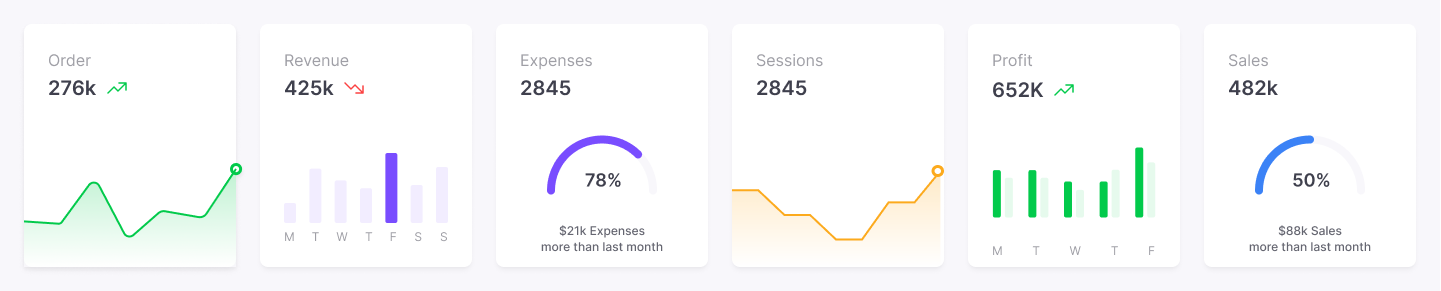 Order
276k
M T W T F S S
Revenue
425k
Expenses
2845
78%
$21k Expenses
more than last month
Sessions
2845
Profit
652K
M T W T F
Sales
482k
50%
$88k Sales
more than last month